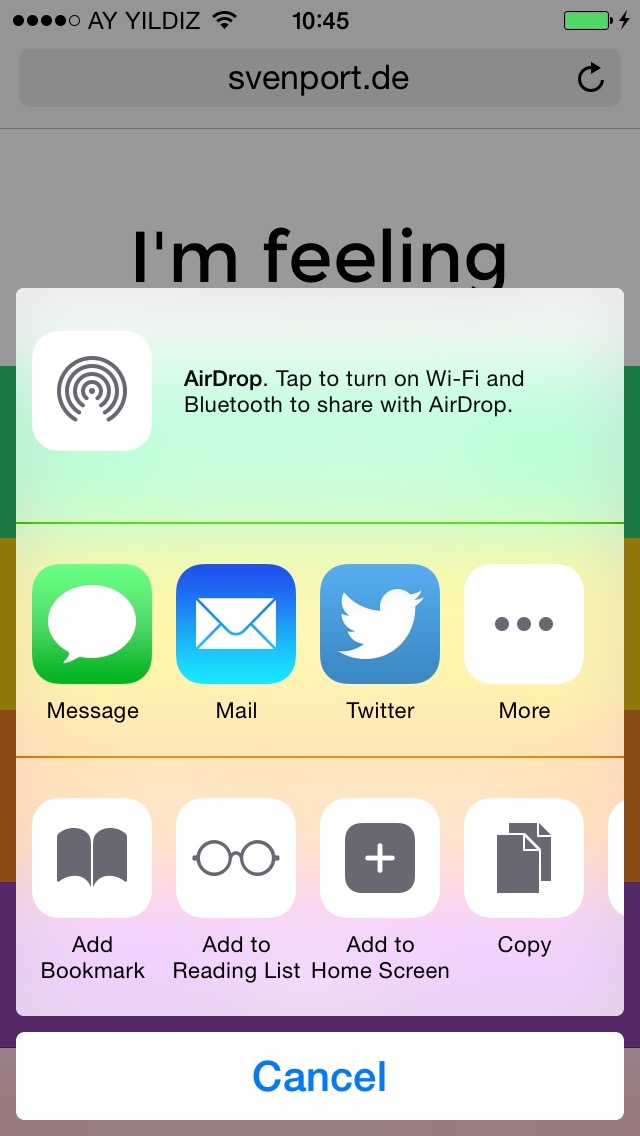 AY YILDIZ 10:45
svenport.de
I'm feeling
AirDrop. Tap to turn on Wi-Fi and
Bluetooth to share with AirDrop.
Message Mail Twitter More
Add Bookmark
Add to Reading List
Add to Home Screen
Copy
Cancel